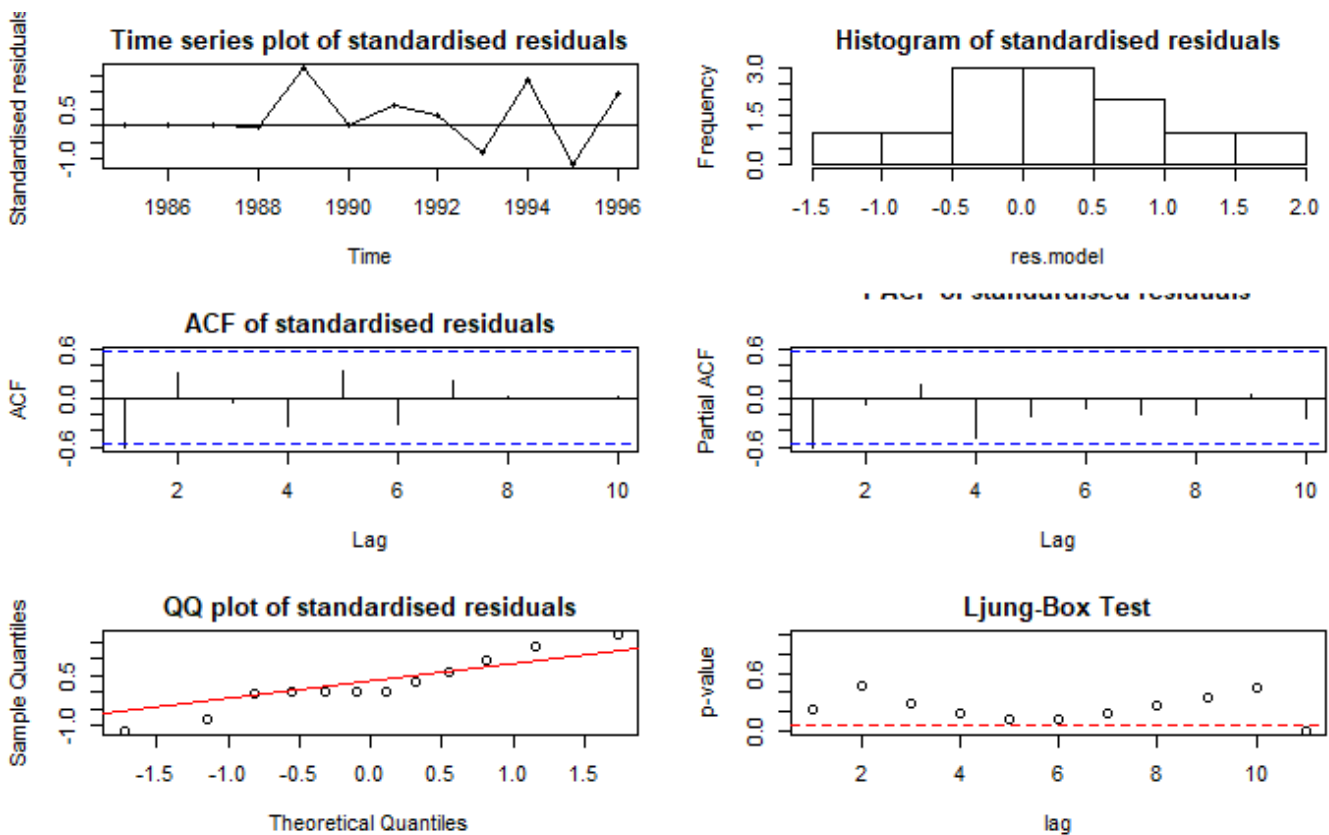 Time series plot of standardised residuals
Standardised residuals
0.5
-1.0
1986 1988 1990 1992 1994 1996
Time
Histogram of standardised residuals
Frequency
3.0
1.5
0.0
-1.5 -1.0 -0.5 0.0 0.5 1.0 1.5 2.0
res.model
ACF of standardised residuals
ACF
0.6
0.0
-0.6
2 4 6 8 10
Lag
PACF of standardised residuals
Partial ACF
0.6
0.0
-0.6
2 4 6 8 10
Lag
QQ plot of standardised residuals
Sample Quantiles
0.5
-1.0
-1.5 -1.0 -0.5 0.0 0.5 1.0 1.5
Theoretical Quantiles
Ljung-Box Test
p-value
0.6
0.0
2 4 6 8 10
lag